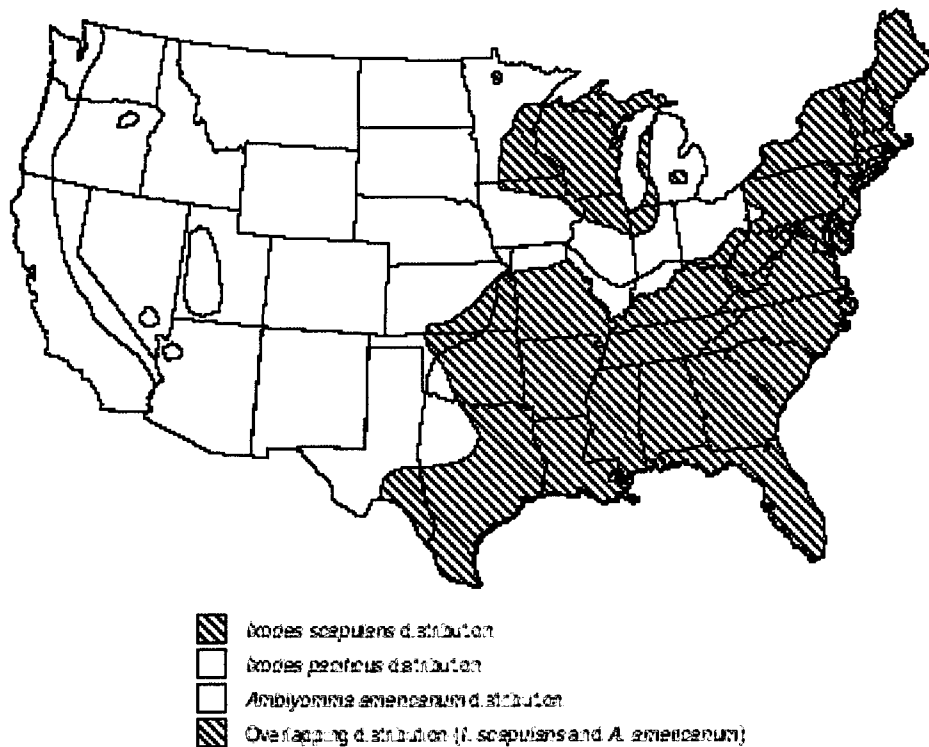 Ixodes scapularis distribution
Ixodes pacificus distribution
Amblyomma americanum distribution
Overlapping distribution (I. scapularis and A. americanum)